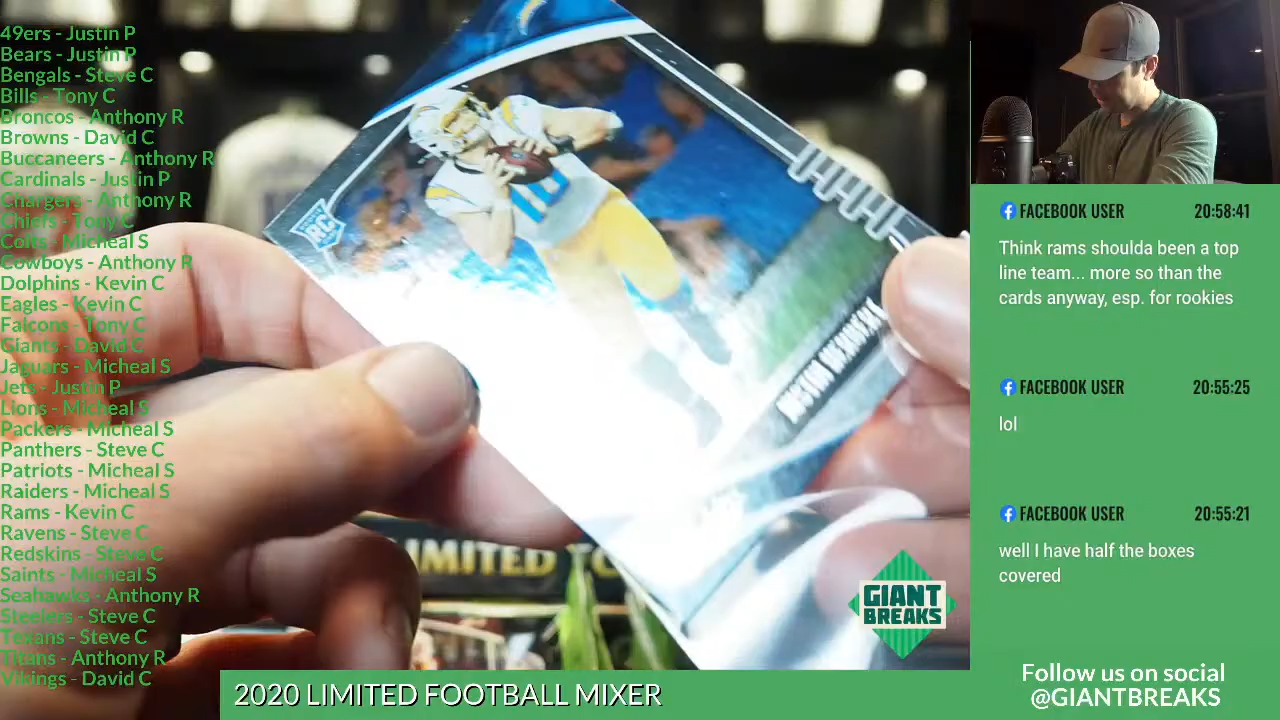 49ers - Justin P
Bears - Justin P
Bengals - Steve C
Bills - Tony C
Broncos - Anthony R
Browns - David C
Buccaneers - Anthony R
Cardinals - Justin P
Chargers - Anthony R
Chiefs - Tony C
Colts - Micheal S
Cowboys - Anthony R
Dolphins - Kevin C
Eagles - Kevin C
Falcons - Tony C
Giants - David C
Jaguars - Micheal S
Jets - Justin P
Lions - Micheal S
Packers - Micheal S
Panthers - Steve C
Patriots - Micheal S
Raiders - Micheal S
Rams - Kevin C
Ravens - Steve C
Redskins - Steve C
Saints - Micheal S
Seahawks - Anthony R
Steelers - Steve C
Texans - Steve C
Titans - Anthony R
Vikings - David C
RC
10
JUSTIN HERBERT
LIMITED
GIANT
BREAKS
2020 LIMITED FOOTBALL MIXER
FACEBOOK USER 20:58:41
Think rams shoulda been a top
line team... more so than the
cards anyway, esp. for rookies
FACEBOOK USER 20:55:25
lol
FACEBOOK USER 20:55:21
well I have half the boxes
covered
Follow us on social
@GIANTBREAKS